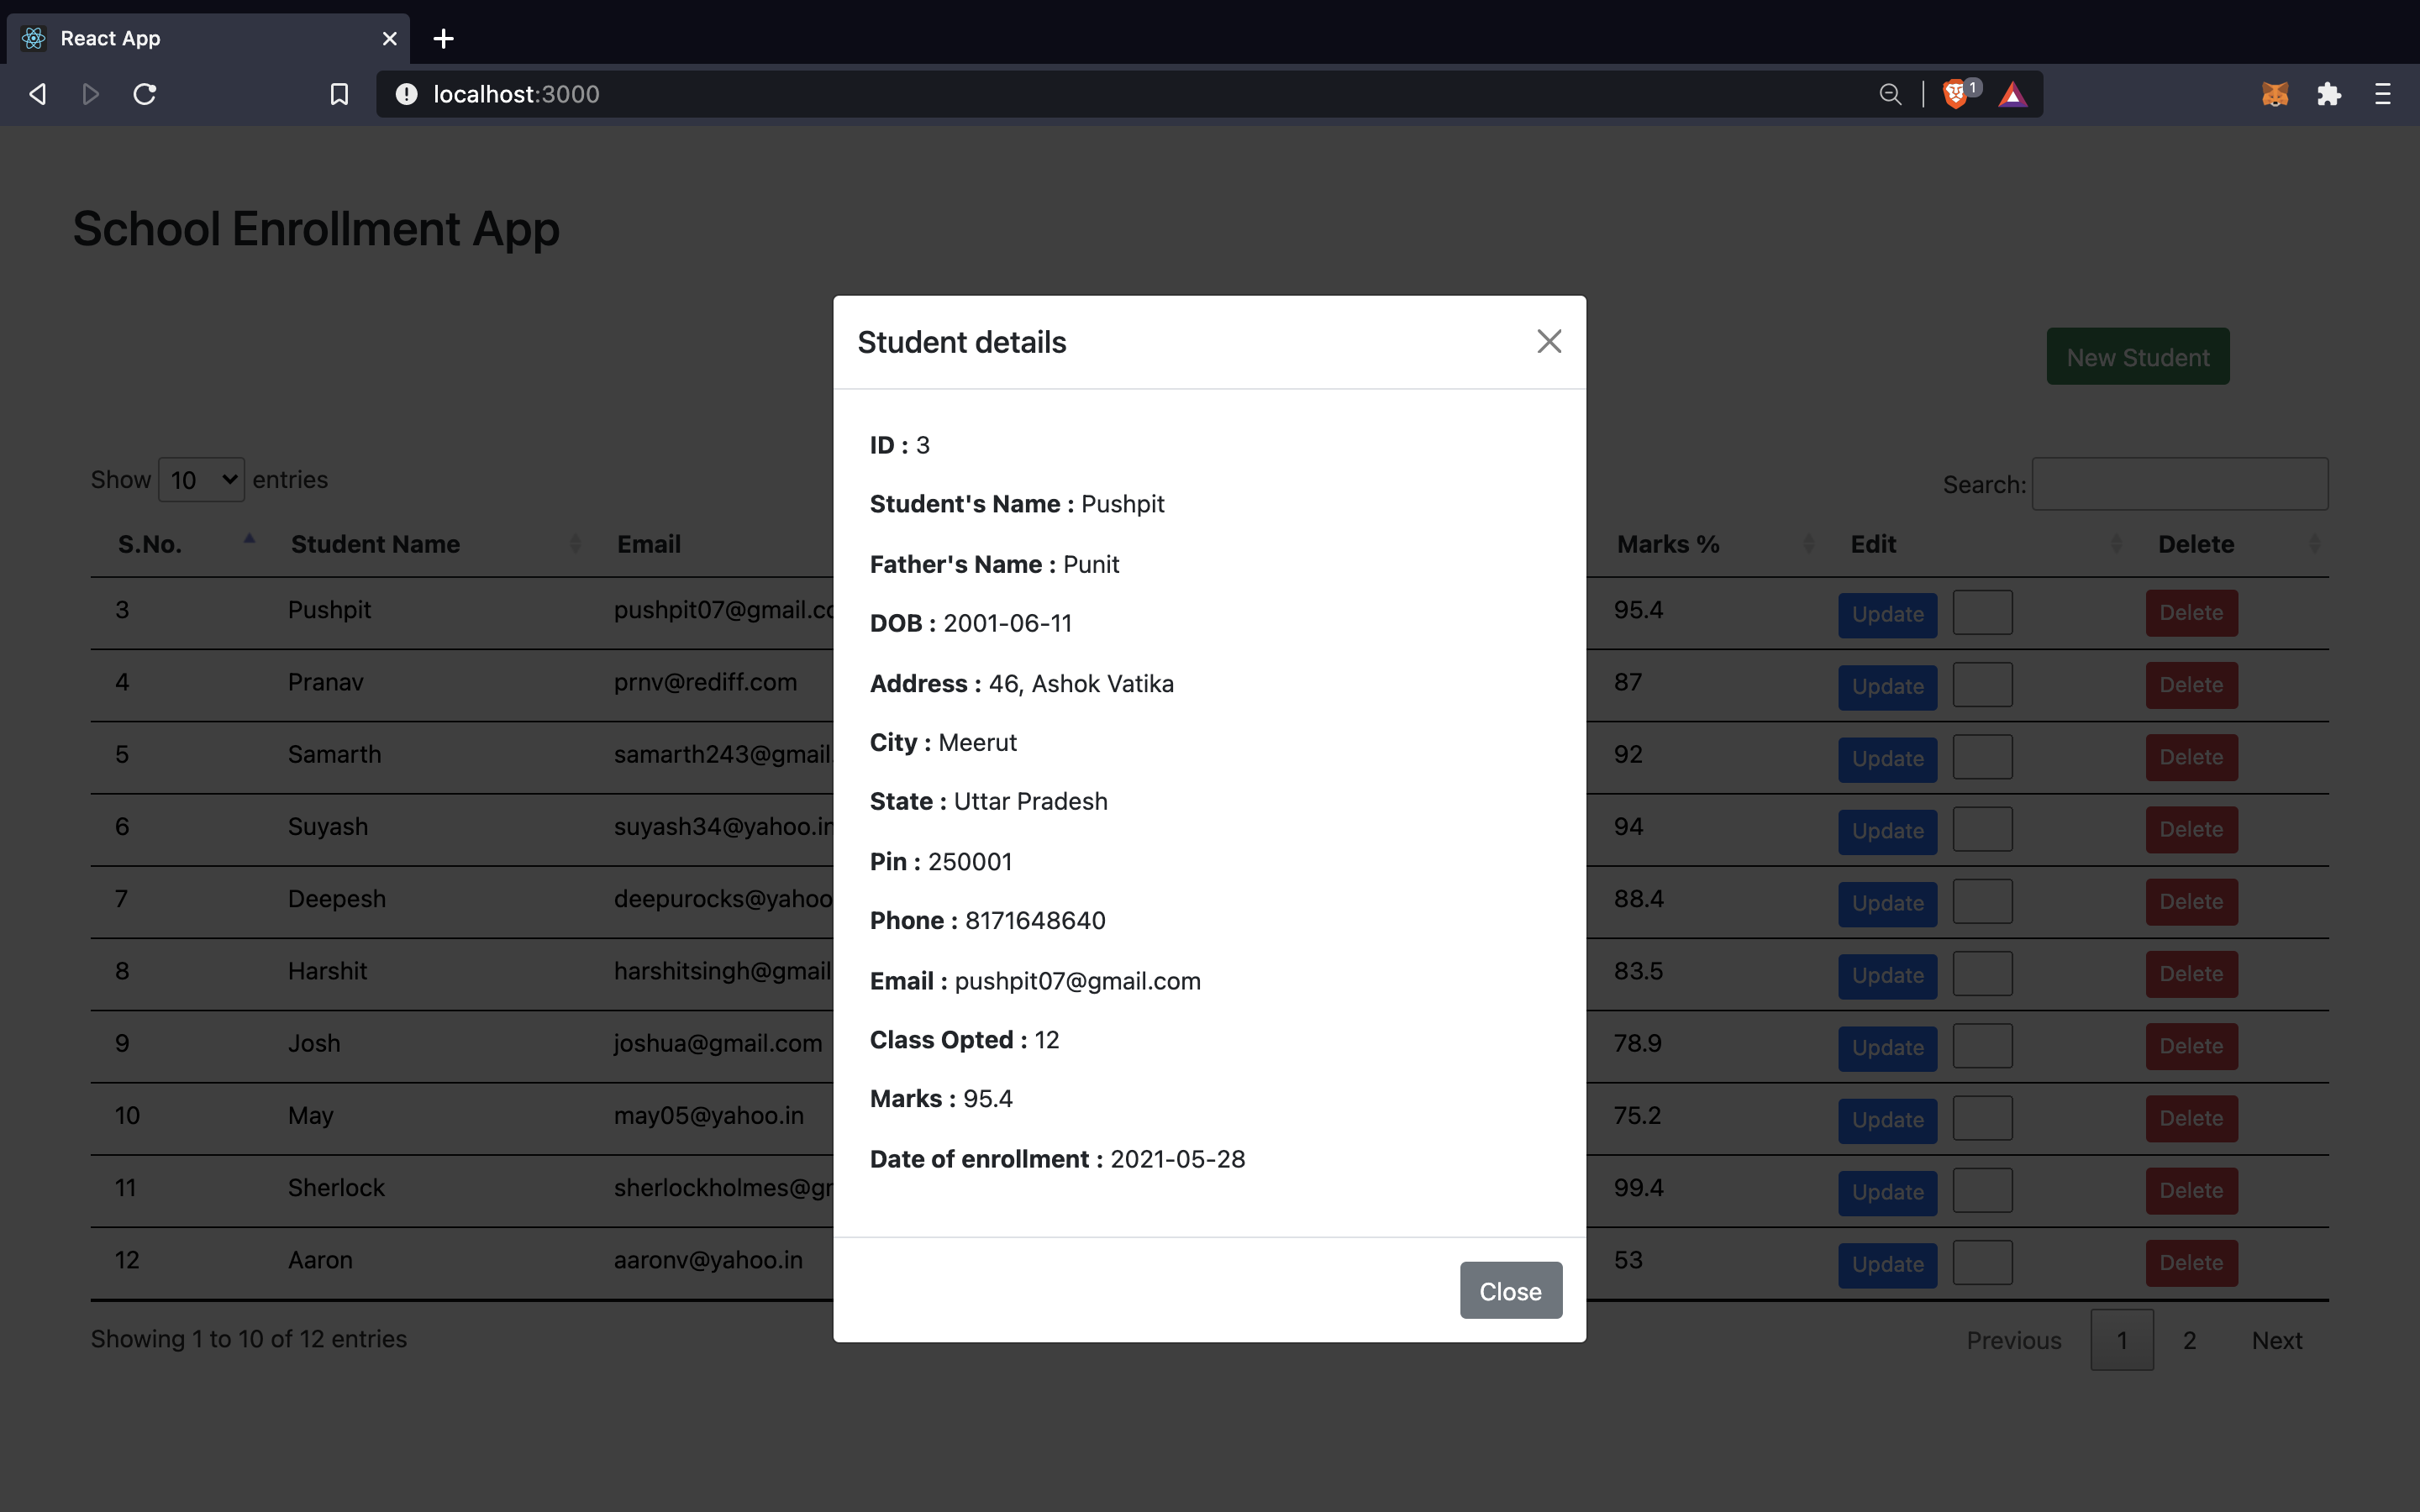 React App
localhost:3000
1
School Enrollment App
New Student
Show 10 entries
Search:
S.No. Student Name Email Marks % Edit Delete
3 Pushpit pushpit07@gmail.co 95.4 Update Delete
4 Pranav prnv@rediff.com 87 Update Delete
5 Samarth samarth243@gmail. 92 Update Delete
6 Suyash suyash34@yahoo.in 94 Update Delete
7 Deepesh deepurocks@yahoo 88.4 Update Delete
8 Harshit harshitsingh@gmail 83.5 Update Delete
9 Josh joshua@gmail.com 78.9 Update Delete
10 May may05@yahoo.in 75.2 Update Delete
11 Sherlock sherlockholmes@gm 99.4 Update Delete
12 Aaron aaronv@yahoo.in 53 Update Delete
Showing 1 to 10 of 12 entries
Previous 1 2 Next
Student details
ID : 3
Student's Name : Pushpit
Father's Name : Punit
DOB : 2001-06-11
Address : 46, Ashok Vatika
City : Meerut
State : Uttar Pradesh
Pin : 250001
Phone : 8171648640
Email : pushpit07@gmail.com
Class Opted : 12
Marks : 95.4
Date of enrollment : 2021-05-28
Close